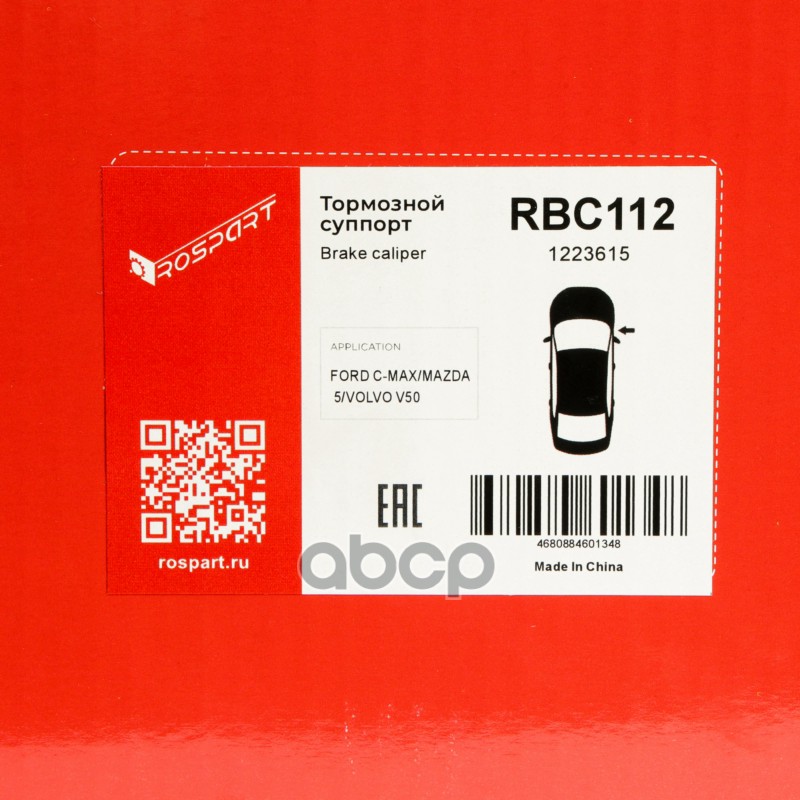 ROSPART
Тормозной
суппорт
Brake caliper
RBC112
1223615
APPLICATION
FORD C-MAX/MAZDA
5/VOLVO V50
EAC
4680884601348
Made In China
rospart.ru
abcp